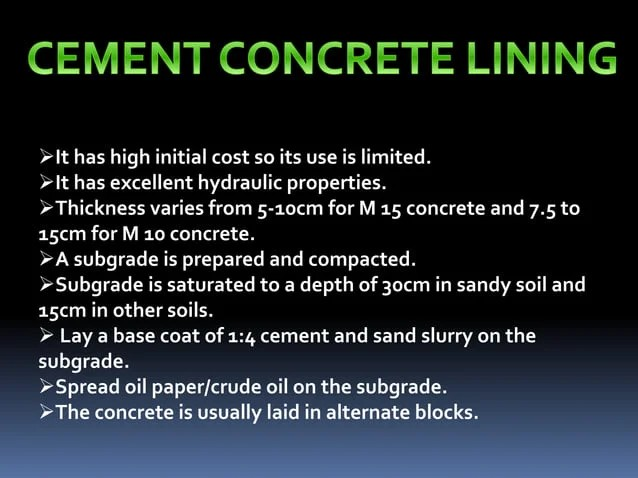 CEMENT CONCRETE LINING
➢It has high initial cost so its use is limited.
➢It has excellent hydraulic properties.
➢Thickness varies from 5-10cm for M 15 concrete and 7.5 to
15cm for M 10 concrete.
➢A subgrade is prepared and compacted.
➢Subgrade is saturated to a depth of 30cm in sandy soil and
15cm in other soils.
➢ Lay a base coat of 1:4 cement and sand slurry on the
subgrade.
➢Spread oil paper/crude oil on the subgrade.
➢The concrete is usually laid in alternate blocks.